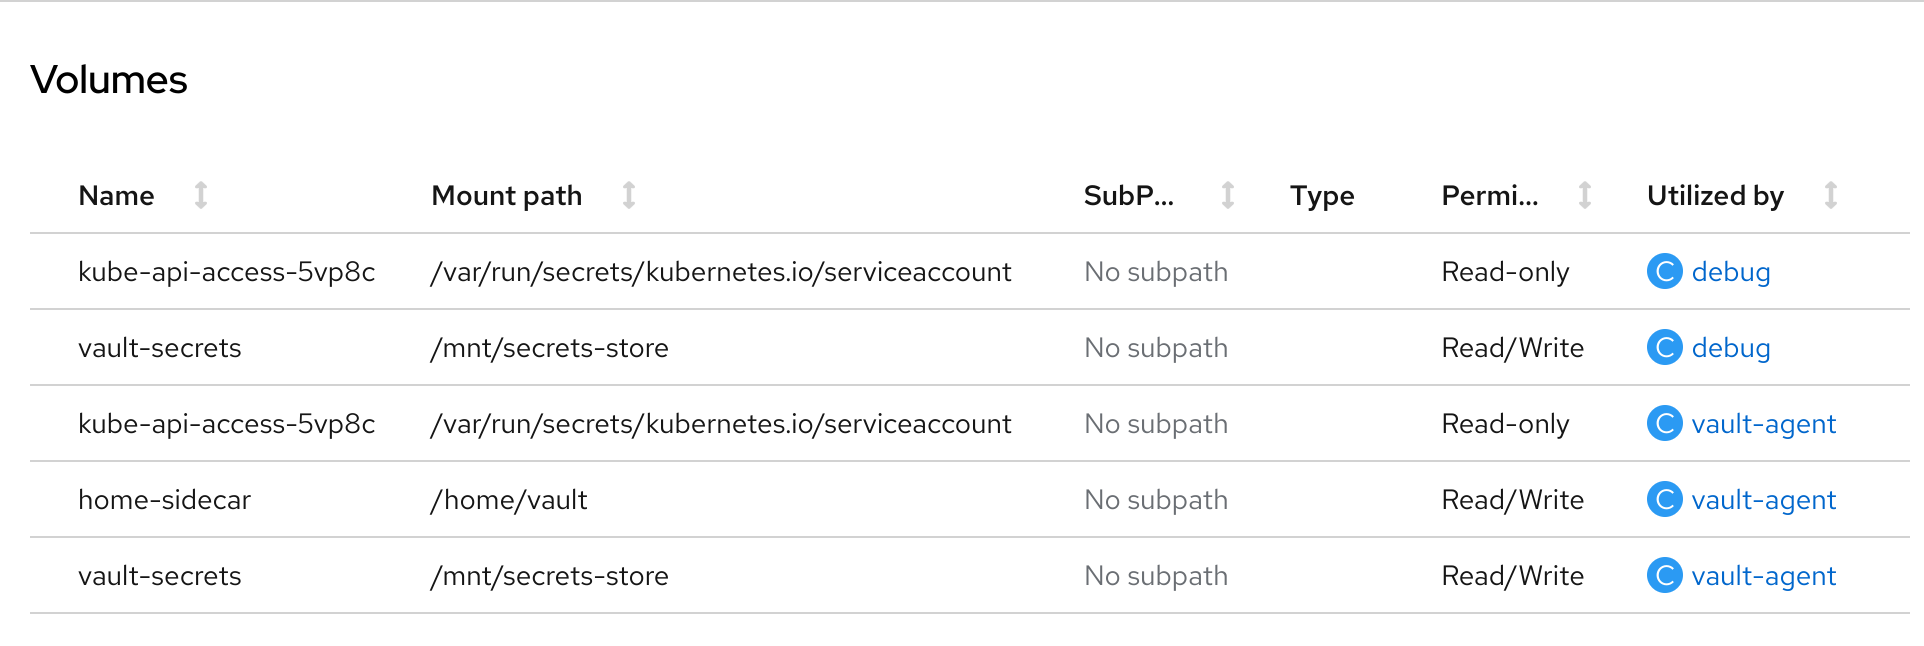 Volumes
Name Mount path SubP... Type Permi... Utilized by
kube-api-access-5vp8c /var/run/secrets/kubernetes.io/serviceaccount No subpath Read-only C debug
vault-secrets /mnt/secrets-store No subpath Read/Write C debug
kube-api-access-5vp8c /var/run/secrets/kubernetes.io/serviceaccount No subpath Read-only C vault-agent
home-sidecar /home/vault No subpath Read/Write C vault-agent
vault-secrets /mnt/secrets-store No subpath Read/Write C vault-agent